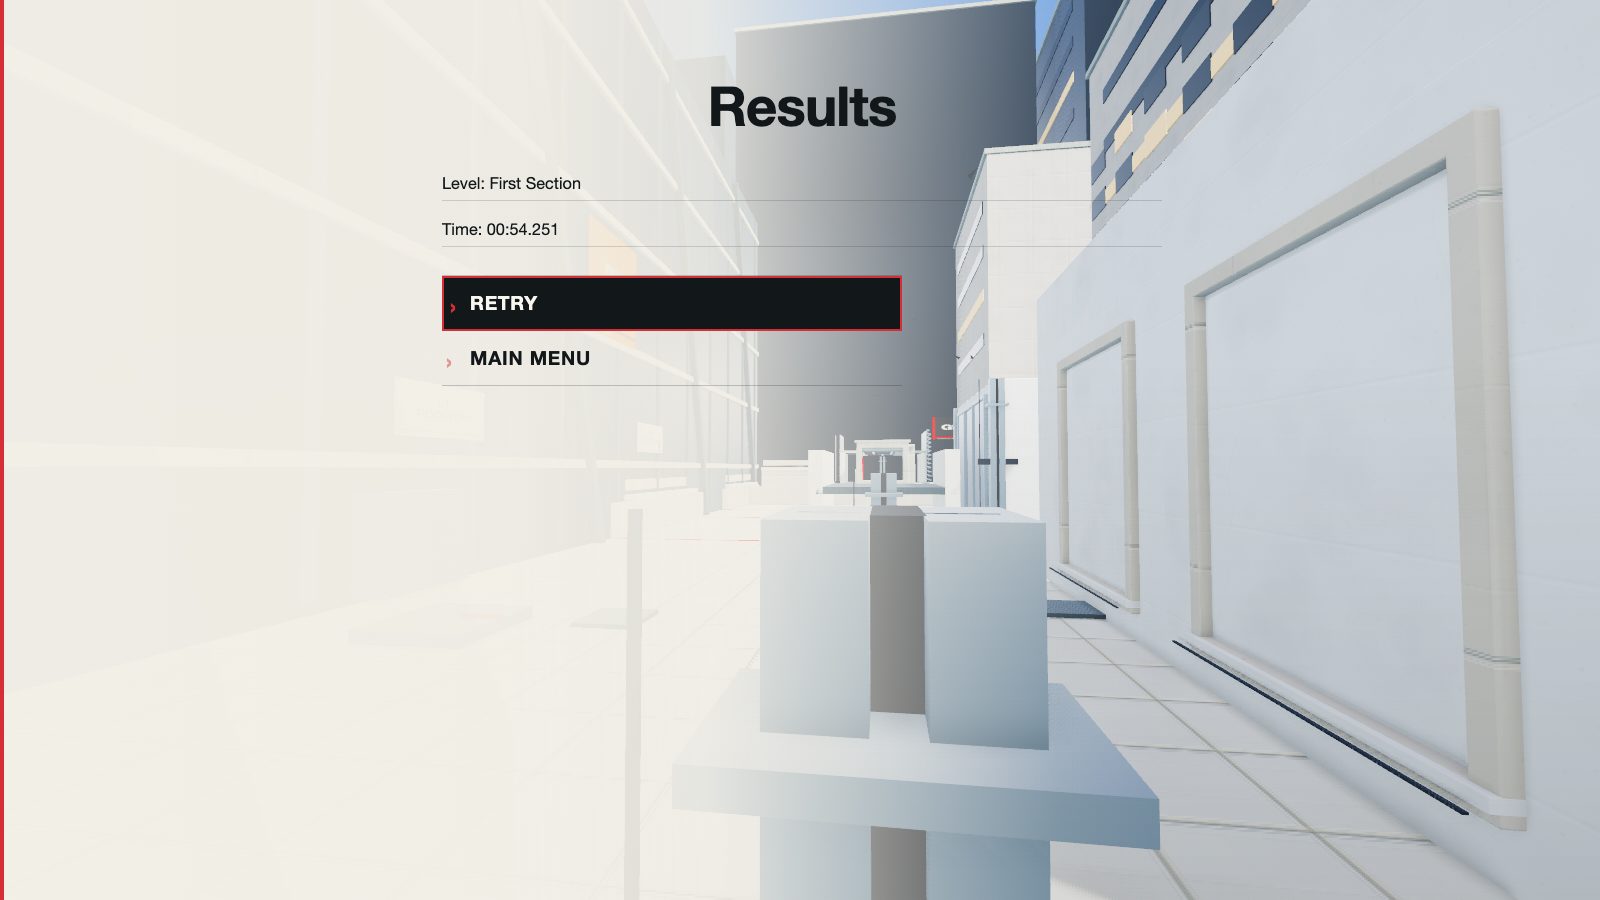 Results
Level: First Section
Time: 00:54.251
RETRY
MAIN MENU